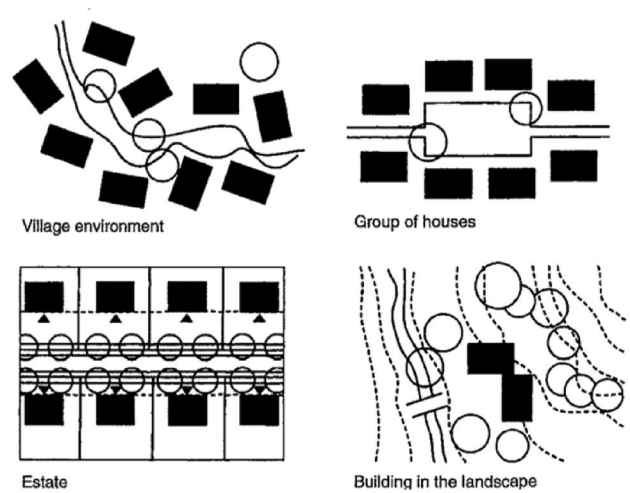 Village environment
Group of houses
Estate
Building in the landscape